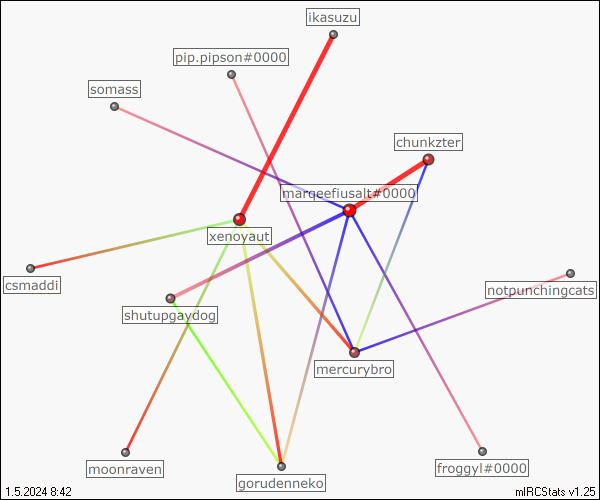 ikasuzu
pip.pipson#0000
somass
chunkzter
marqeefiusalt#0000
xenoyaut
csmaddi
notpunchingcats
shutupgaydog
mercurybro
moonraven
froggyl#0000
gorudenneko
1.5.2024 8:42
mIRCStats v1.25